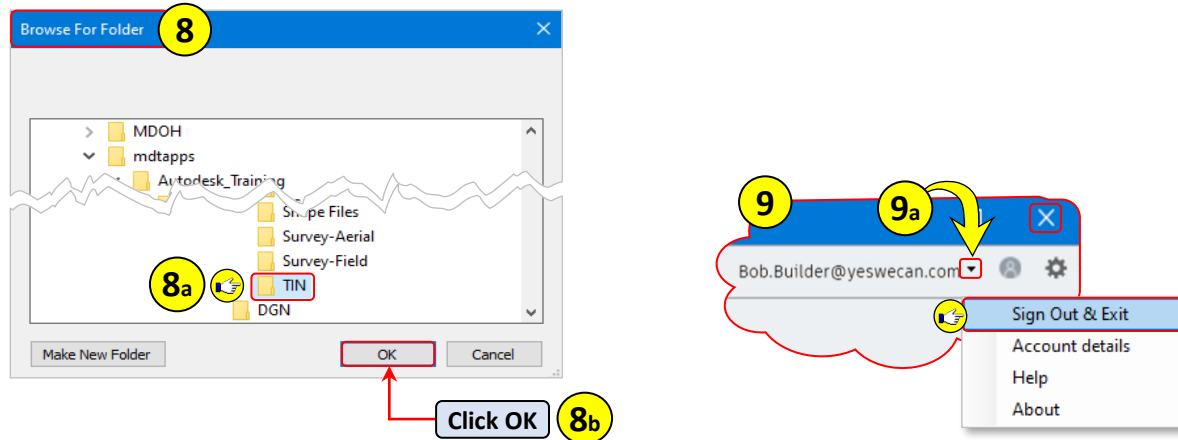 Browse For Folder
8
MDOH
mdtapps
Autodesk_Training
Shape Files
Survey-Aerial
Survey-Field
8a
TIN
DGN
Make New Folder
OK
Cancel
Click OK
8b
9
9a
Bob.Builder@yeswecan.com
Sign Out & Exit
Account details
Help
About